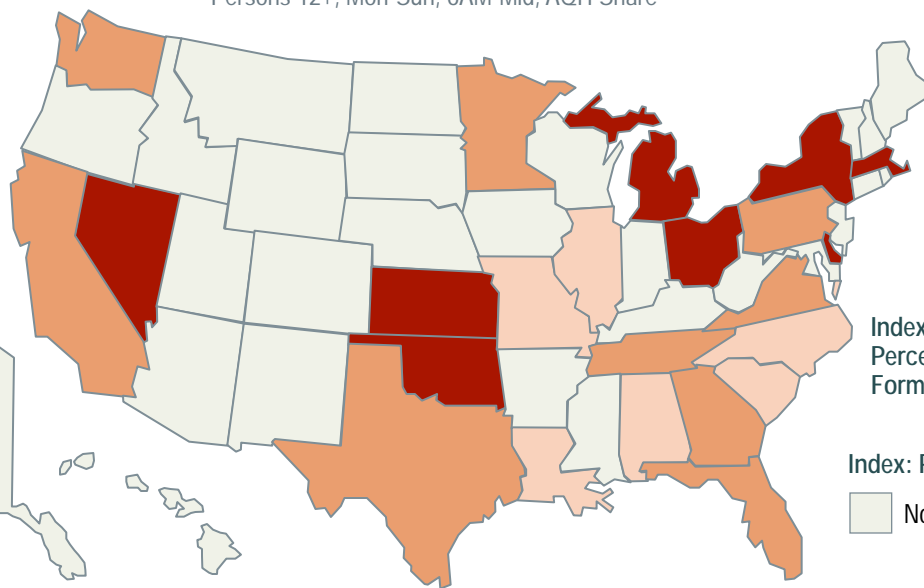 Persons 12+, Mon-Sun, 6AM-Mid, AQH Share
Index
Perce
Form
Index:
No